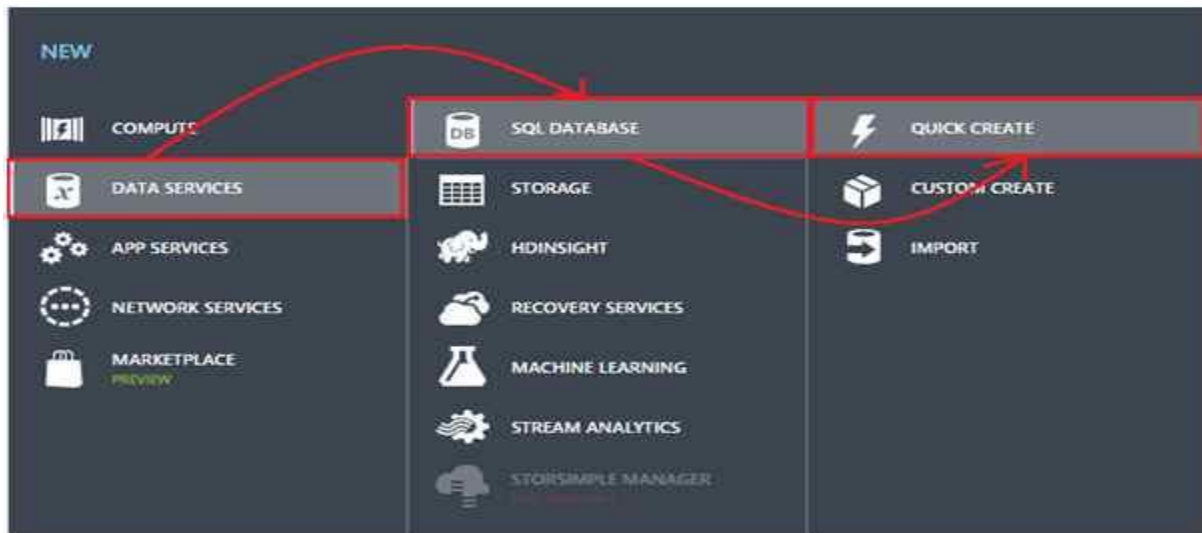 NEW
COMPUTE
DATA SERVICES
APP SERVICES
NETWORK SERVICES
MARKETPLACE
PREVIEW
DB
SQL DATABASE
STORAGE
HDINSIGHT
RECOVERY SERVICES
MACHINE LEARNING
STREAM ANALYTICS
STORSIMPLE MANAGER
QUICK CREATE
CUSTOM CREATE
IMPORT